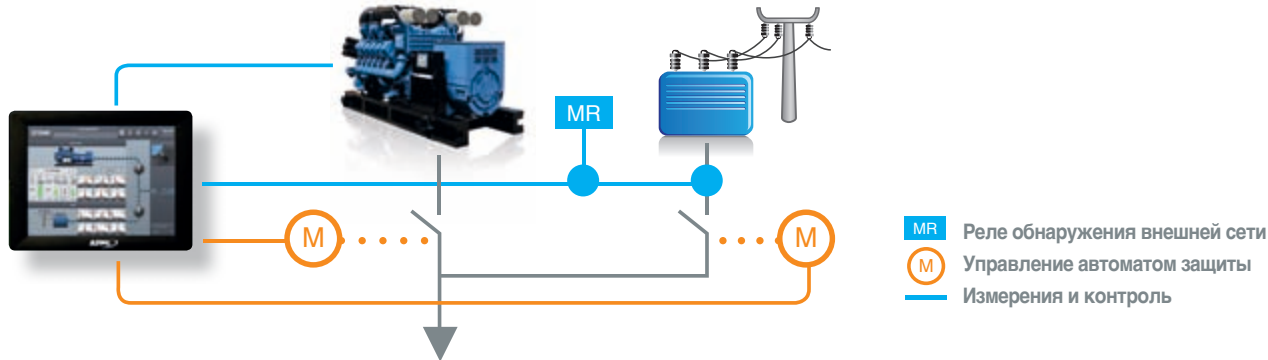 MR
M
M
MR Реле обнаружения внешней сети
M Управление автоматом защиты
Измерения и контроль